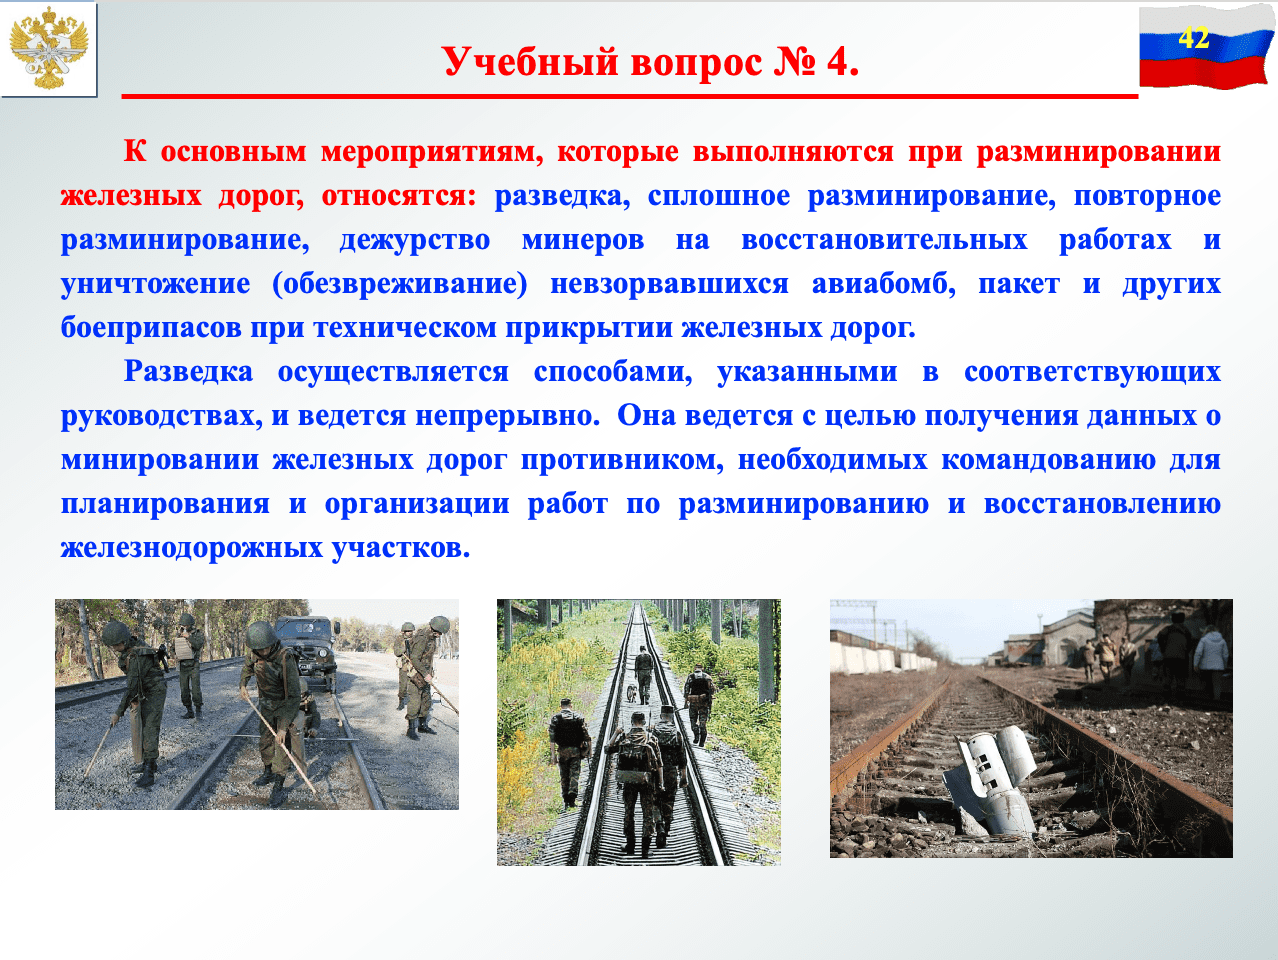 42
Учебный вопрос № 4.
К основным мероприятиям, которые выполняются при разминировании
железных дорог, относятся: разведка, сплошное разминирование, повторное
разминирование, дежурство минеров на восстановительных работах и
уничтожение (обезвреживание) невзорвавшихся авиабомб, пакет и других
боеприпасов при техническом прикрытии железных дорог.
Разведка осуществляется способами, указанными в соответствующих
руководствах, и ведется непрерывно. Она ведется с целью получения данных о
минировании железных дорог противником, необходимых командованию для
планирования и организации работ по разминированию и восстановлению
железнодорожных участков.